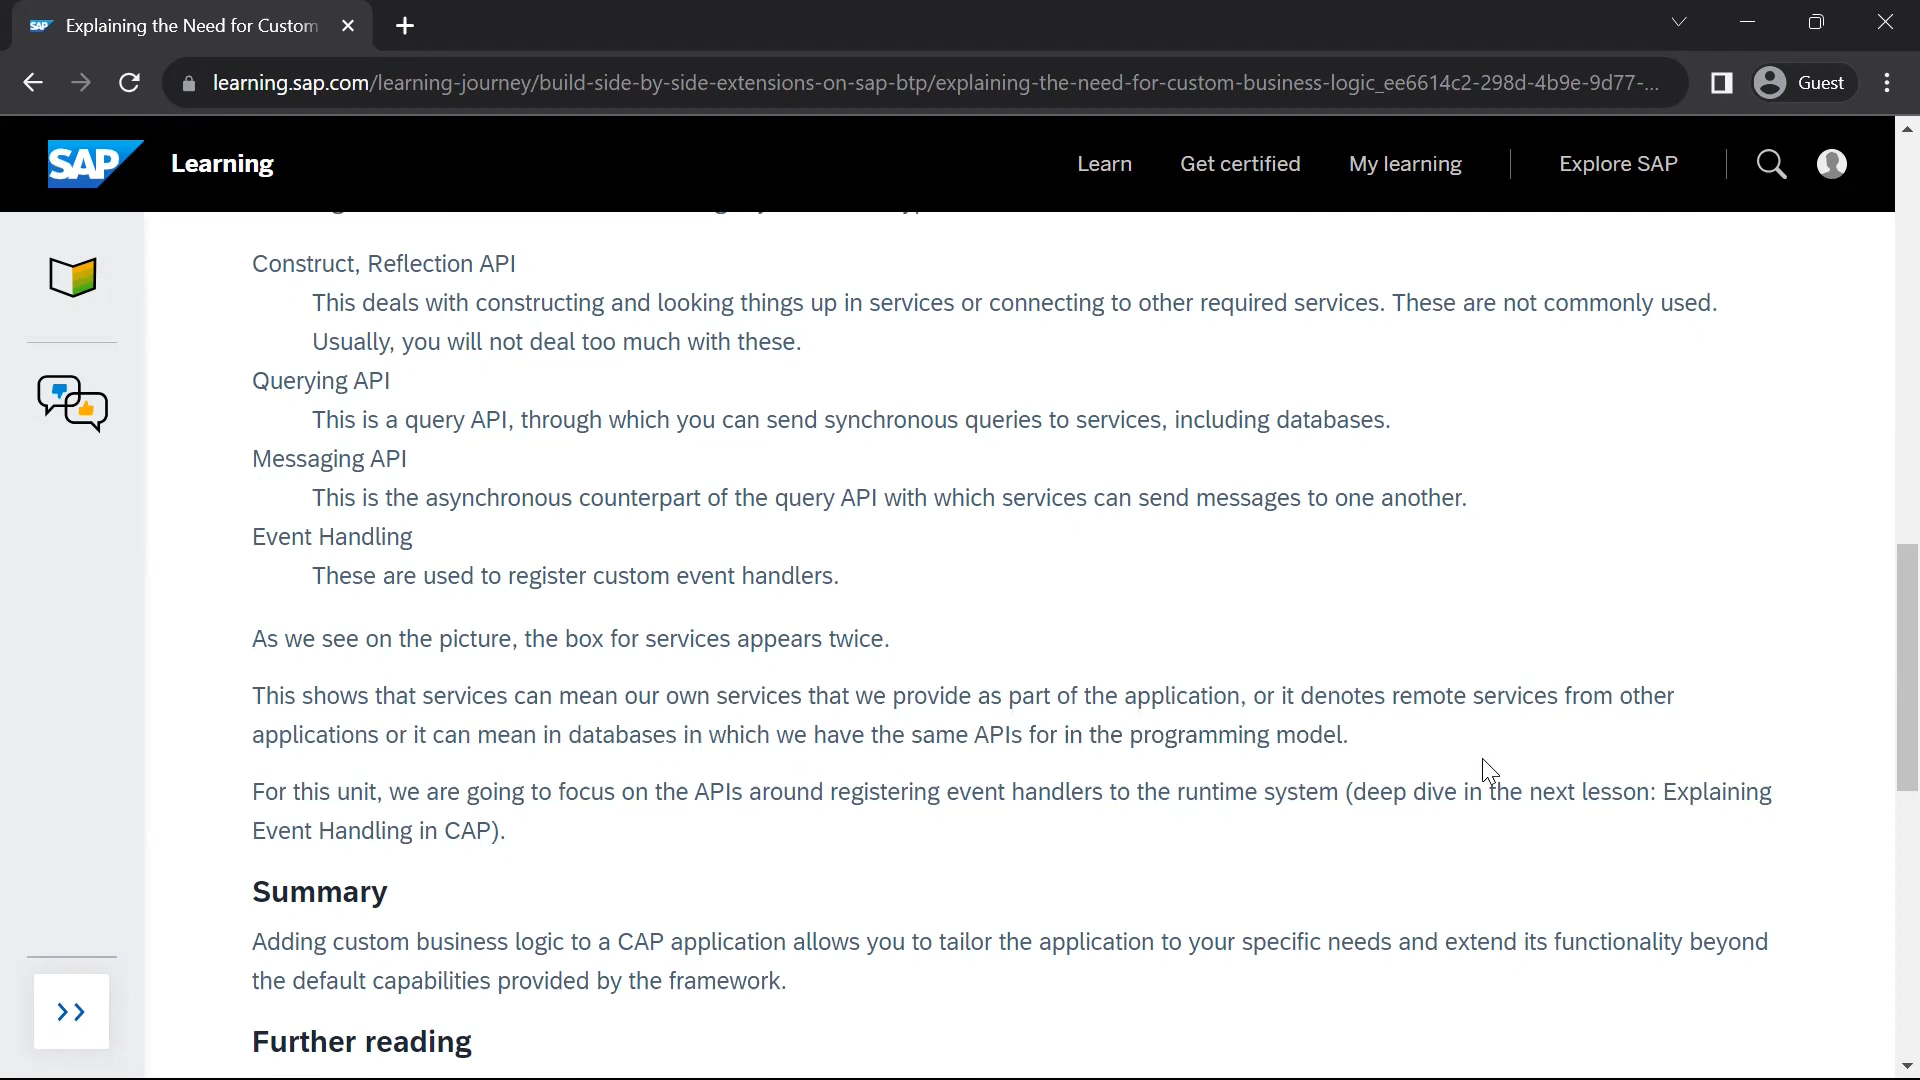 SAP Explaining the Need for Custom
learning.sap.com/learning-journey/build-side-by-side-extensions-on-sap-btp/explaining-the-need-for-custom-business-logic_ee6614c2-298d-4b9e-9d77-...
Guest
SAP Learning
Learn Get certified My learning Explore SAP
Construct, Reflection API
This deals with constructing and looking things up in services or connecting to other required services. These are not commonly used.
Usually, you will not deal too much with these.
Querying API
This is a query API, through which you can send synchronous queries to services, including databases.
Messaging API
This is the asynchronous counterpart of the query API with which services can send messages to one another.
Event Handling
These are used to register custom event handlers.
As we see on the picture, the box for services appears twice.
This shows that services can mean our own services that we provide as part of the application, or it denotes remote services from other
applications or it can mean in databases in which we have the same APIs for in the programming model.
For this unit, we are going to focus on the APIs around registering event handlers to the runtime system (deep dive in the next lesson: Explaining
Event Handling in CAP).
Summary
Adding custom business logic to a CAP application allows you to tailor the application to your specific needs and extend its functionality beyond
the default capabilities provided by the framework.
Further reading